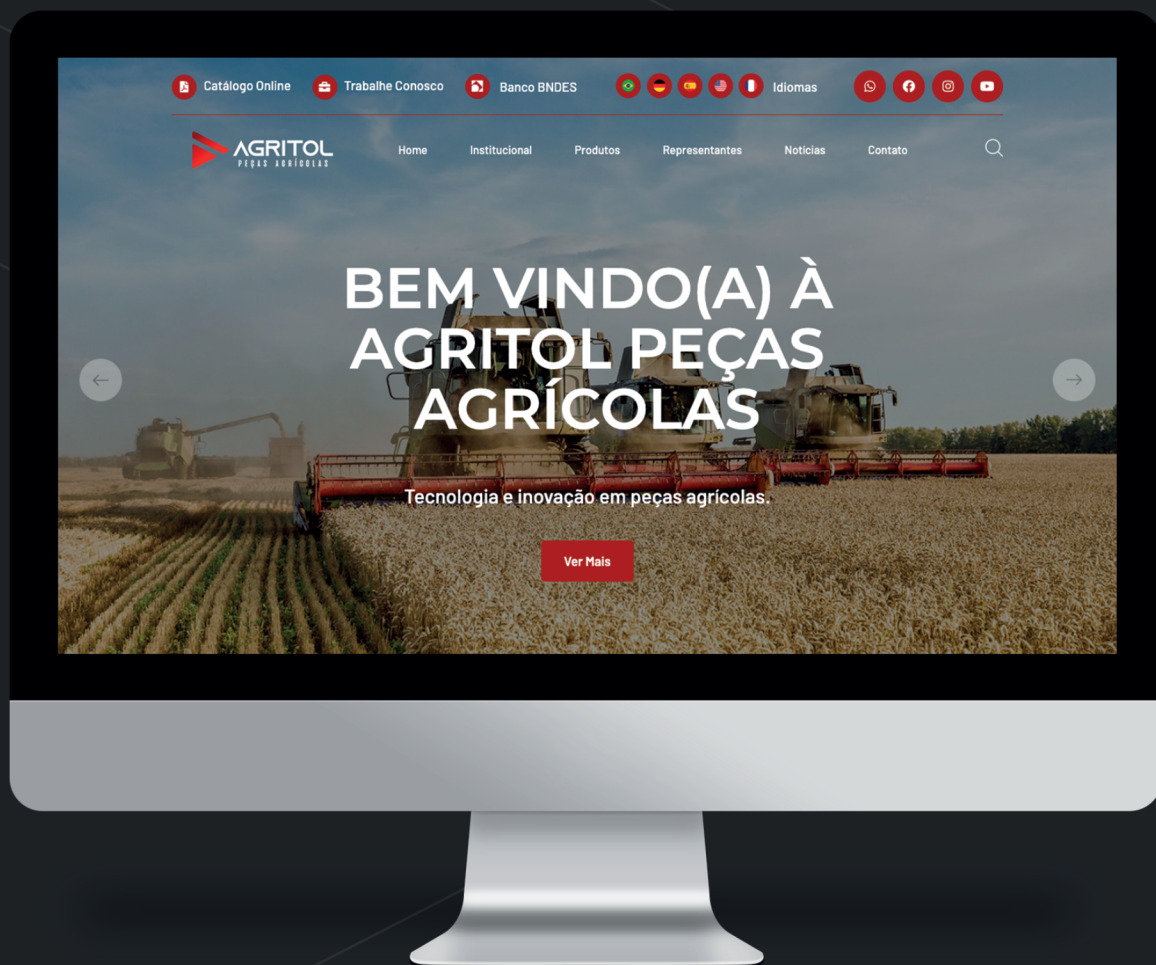 Catálogo Online Trabalhe Conosco Banco BNDES Idiomas
AGRITOL
PEÇAS AGRÍCOLAS
Home Institucional Produtos Representantes Noticias Contato
BEM VINDO(A) À
AGRITOL PEÇAS
AGRÍCOLAS
Tecnologia e inovação em peças agrícolas.
Ver Mais